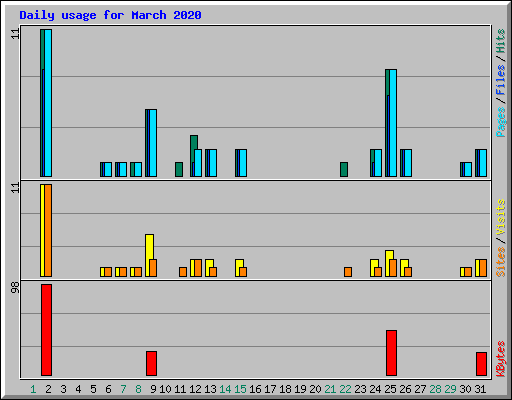 Daily usage for March 2020
11
Pages / Files / Hits
11
Sites / Visits
98
KBytes
1 2 3 4 5 6 7 8 9 10 11 12 13 14 15 16 17 18 19 20 21 22 23 24 25 26 27 28 29 30 31